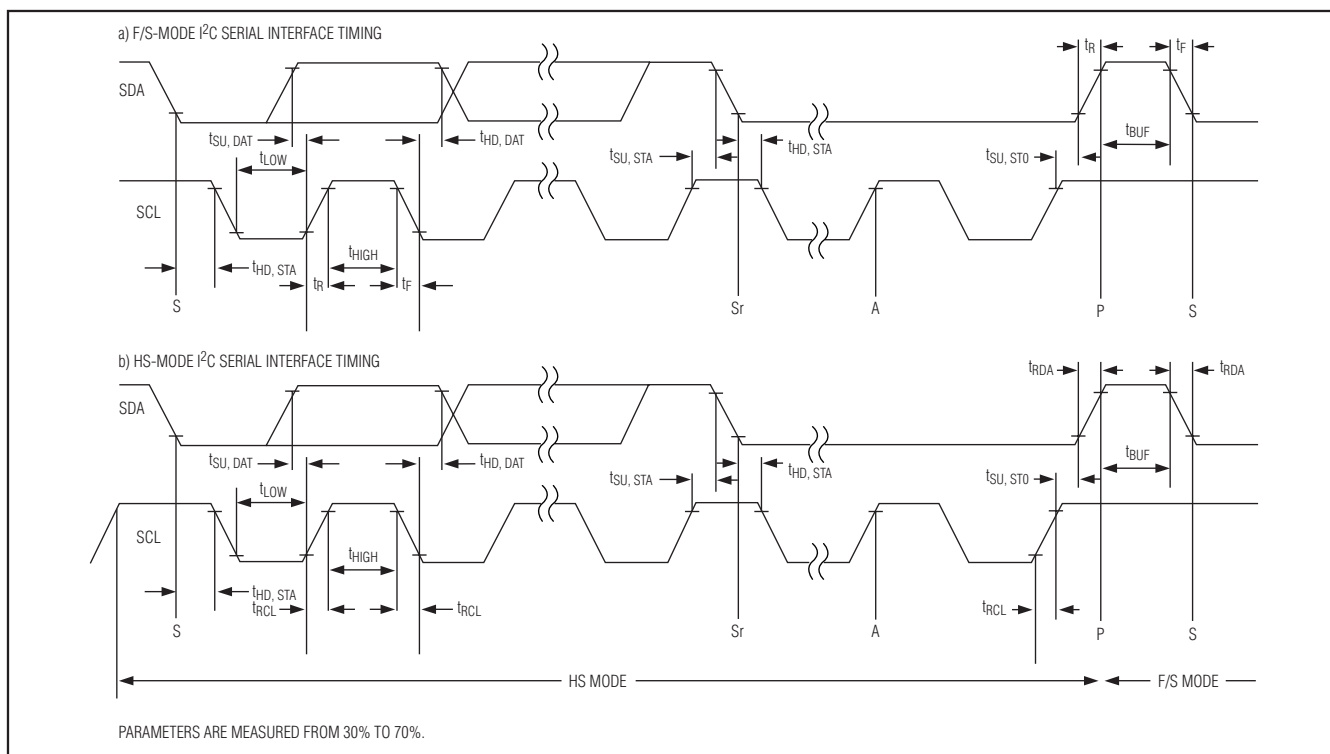 a) F/S-MODE I²C SERIAL INTERFACE TIMING
tR
tF
SDA
tSU, DAT
tHD, DAT
tBUF
tLOW
tSU, STA
tHD, STA
tSU, STO
SCL
tHD, STA
tHIGH
tR
tF
S
Sr
A
P
S
b) HS-MODE I²C SERIAL INTERFACE TIMING
tRDA
tRDA
SDA
tSU, DAT
tHD, DAT
tBUF
tLOW
tSU, STA
tHD, STA
tSU, STO
SCL
tHIGH
tHD, STA
tRCL
tRCL
tRCL
S
Sr
A
P
S
HS MODE
F/S MODE
PARAMETERS ARE MEASURED FROM 30% TO 70%.